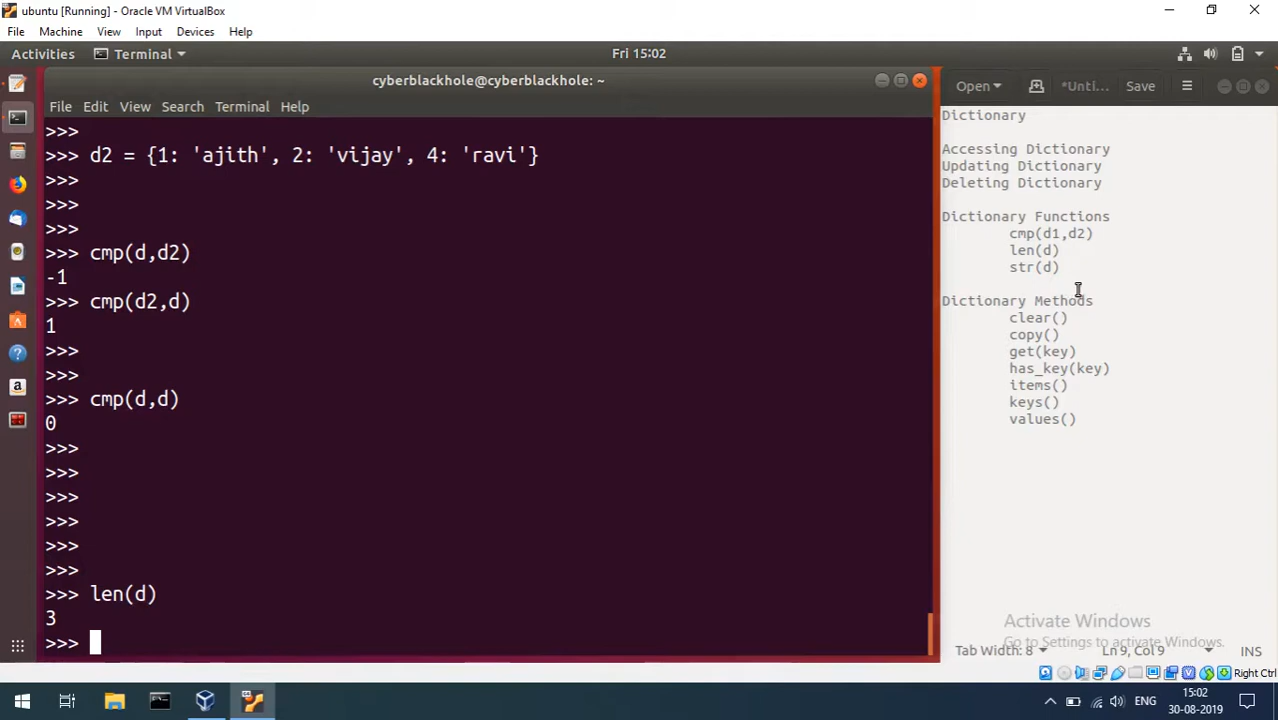 ubuntu [Running] - Oracle VM VirtualBox
File Machine View Input Devices Help
Activities Terminal Fri 15:02
cyberblackhole@cyberblackhole: ~
File Edit View Search Terminal Help
>>>
>>> d2 = {1: 'ajith', 2: 'vijay', 4: 'ravi'}
>>>
>>>
>>>
>>> cmp(d,d2)
-1
>>> cmp(d2,d)
1
>>>
>>>
>>> cmp(d,d)
0
>>>
>>>
>>>
>>>
>>>
>>>
>>> len(d)
3
>>>
Open *Unti... Save
Dictionary
Accessing Dictionary
Updating Dictionary
Deleting Dictionary
Dictionary Functions
cmp(d1,d2)
len(d)
str(d)
Dictionary Methods
clear()
copy()
get(key)
has_key(key)
items()
keys()
values()
Activate Windows
Go to Settings to activate Windows.
Tab Width: 8 Ln 9, Col 9 INS
Right Ctrl
ENG 15:02
30-08-2019